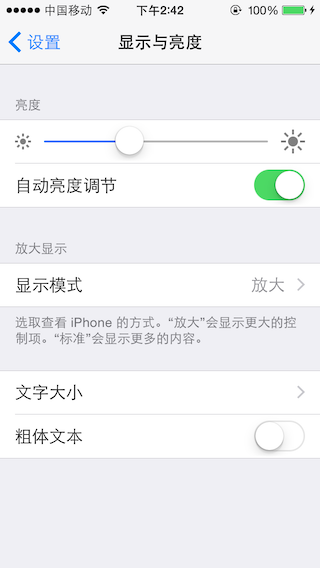 中国移动 下午2:42 100%
设置 显示与亮度
亮度
自动亮度调节
放大显示
显示模式 放大
选取查看 iPhone 的方式。“放大”会显示更大的控
制项。“标准”会显示更多的内容。
文字大小
粗体文本